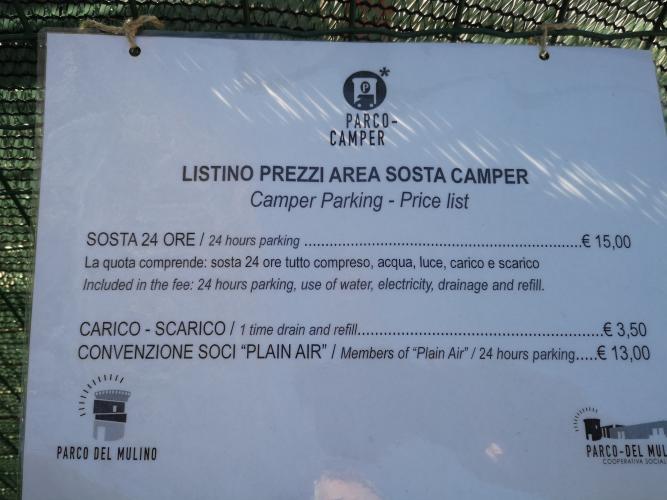 P *
PARCO-
CAMPER
LISTINO PREZZI AREA SOSTA CAMPER
Camper Parking - Price list
SOSTA 24 ORE / 24 hours parking ..........................................................€ 15,00
La quota comprende: sosta 24 ore tutto compreso, acqua, luce, carico e scarico
Included in the fee: 24 hours parking, use of water, electricity, drainage and refill.
CARICO - SCARICO / 1 time drain and refill....................................................€ 3,50
CONVENZIONE SOCI “PLAIN AIR” / Members of “Plain Air” / 24 hours parking.....€ 13,00
PARCO DEL MULINO
PARCO-DEL MUL
COOPERATIVA SOCIAL